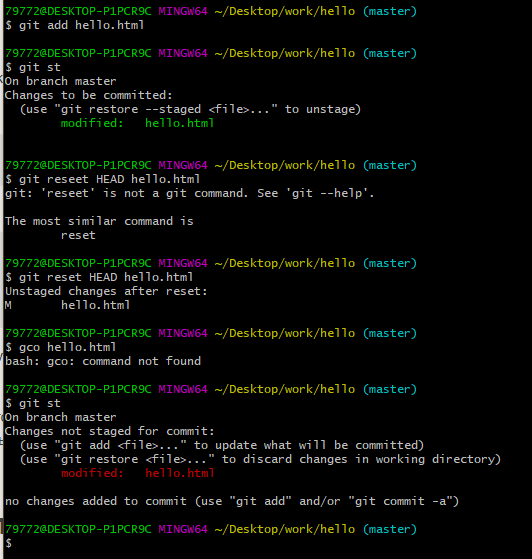 79772@DESKTOP-P1PCR9C MINGW64 ~/Desktop/work/hello (master)
$ git add hello.html
79772@DESKTOP-P1PCR9C MINGW64 ~/Desktop/work/hello (master)
$ git st
On branch master
Changes to be committed:
  (use "git restore --staged <file>..." to unstage)
        modified:   hello.html
79772@DESKTOP-P1PCR9C MINGW64 ~/Desktop/work/hello (master)
$ git reseet HEAD hello.html
git: 'reseet' is not a git command. See 'git --help'.
The most similar command is
        reset
79772@DESKTOP-P1PCR9C MINGW64 ~/Desktop/work/hello (master)
$ git reset HEAD hello.html
Unstaged changes after reset:
M       hello.html
79772@DESKTOP-P1PCR9C MINGW64 ~/Desktop/work/hello (master)
$ gco hello.html
bash: gco: command not found
79772@DESKTOP-P1PCR9C MINGW64 ~/Desktop/work/hello (master)
$ git st
On branch master
Changes not staged for commit:
  (use "git add <file>..." to update what will be committed)
  (use "git restore <file>..." to discard changes in working directory)
        modified:   hello.html
no changes added to commit (use "git add" and/or "git commit -a")
79772@DESKTOP-P1PCR9C MINGW64 ~/Desktop/work/hello (master)
$